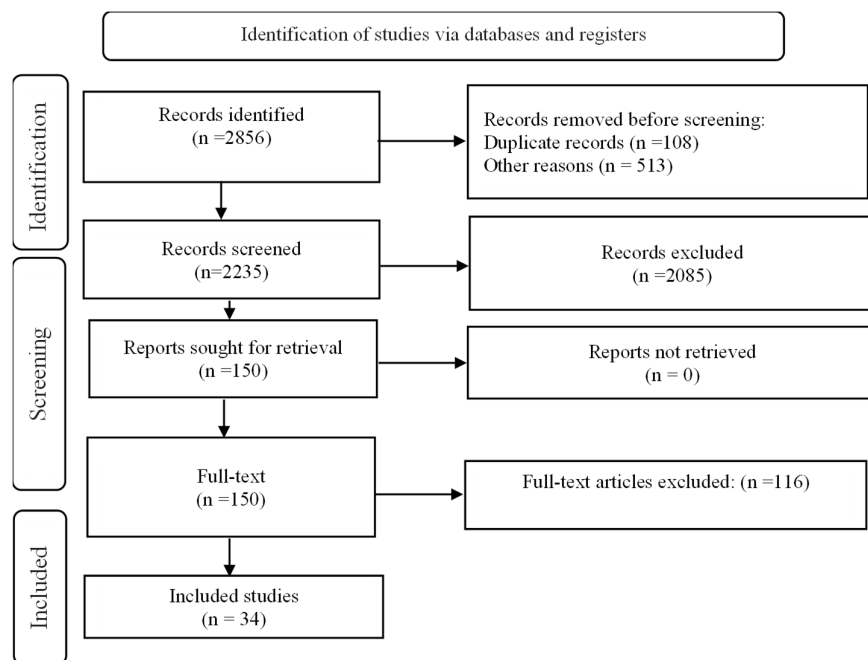 Identification of studies via databases and registers
Identification
Records identified
(n =2856)
Records removed before screening:
Duplicate records (n =108)
Other reasons (n = 513)
Screening
Records screened
(n=2235)
Records excluded
(n =2085)
Reports sought for retrieval
(n =150)
Reports not retrieved
(n = 0)
Full-text
(n =150)
Full-text articles excluded: (n =116)
Included
Included studies
(n = 34)